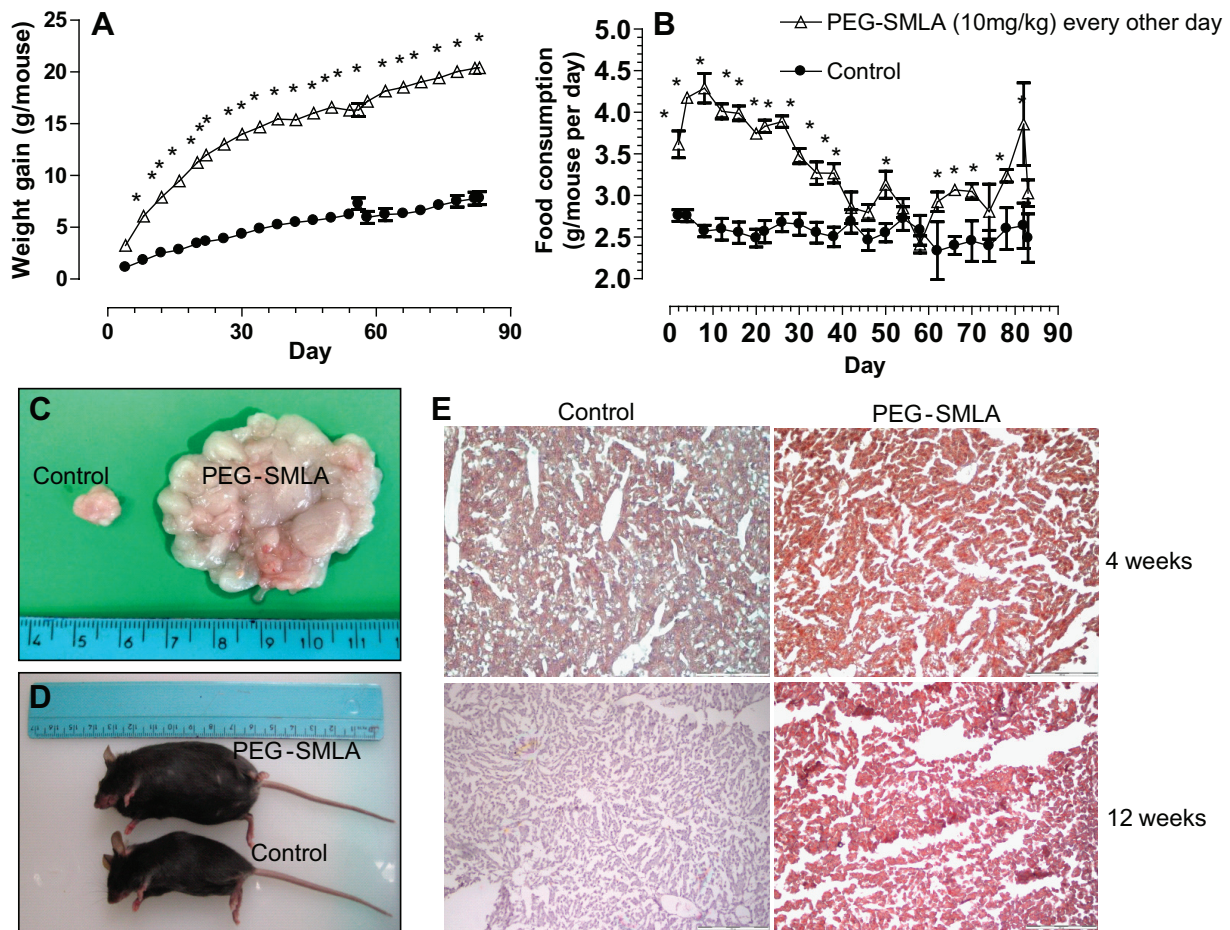 A
Weight gain (g/mouse)
25
20
15
10
5
0
0 30 60 90
Day
* * * * * * * * * * * * * * * * * * * * *
B
PEG-SMLA (10mg/kg) every other day
Control
Food consumption
(g/mouse per day)
5.0
4.5
4.0
3.5
3.0
2.5
2.0
0 10 20 30 40 50 60 70 80 90
Day
C
Control
PEG-SMLA
4 5 6 7 8 9 10 11
D
PEG-SMLA
Control
E
Control
PEG-SMLA
4 weeks
12 weeks